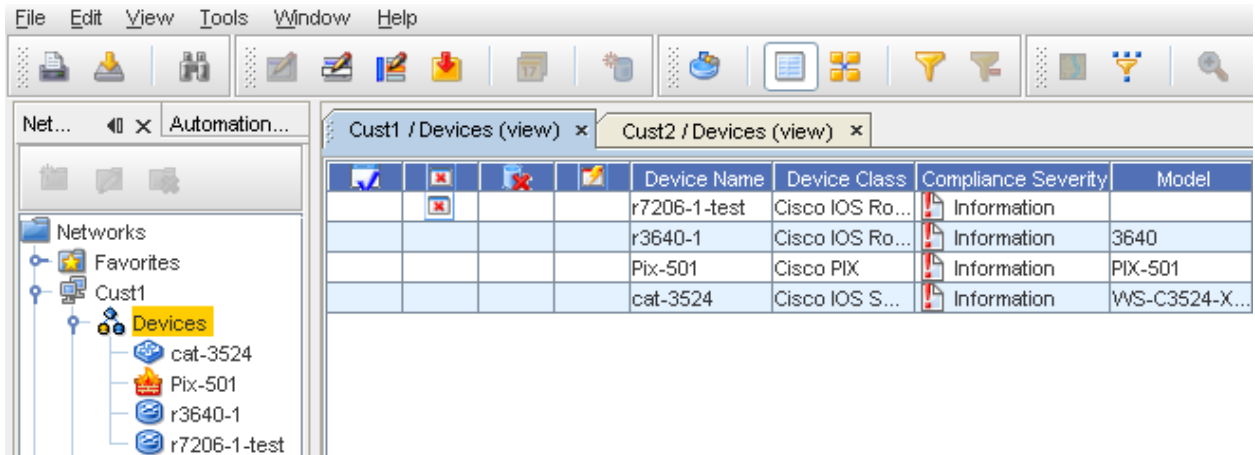 File Edit View Tools Window Help
17
Net... Automation...
Cust1 / Devices (view) Cust2 / Devices (view)
Device Name Device Class Compliance Severity Model
r7206-1-test Cisco IOS Ro... Information
r3640-1 Cisco IOS Ro... Information 3640
Pix-501 Cisco PIX Information PIX-501
cat-3524 Cisco IOS S... Information WS-C3524-X...
Networks
Favorites
Cust1
Devices
cat-3524
Pix-501
r3640-1
r7206-1-test